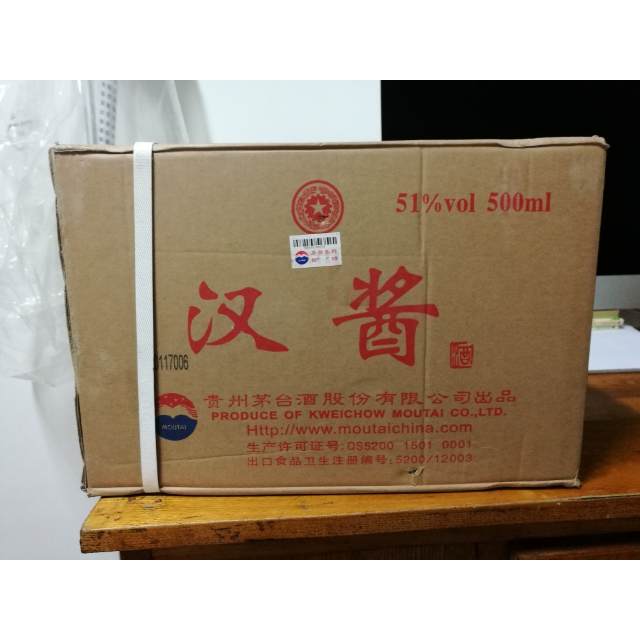 51%vol 500ml
汉酱
0117006
MOUTAI
贵州茅台酒股份有限公司出品
PRODUCE OF KWEICHOW MOUTAI CO.,LTD.
Http://www.moutaichina.com
生产许可证号:QS5200 1501 0001
出口食品卫生注册编号:5200/12003